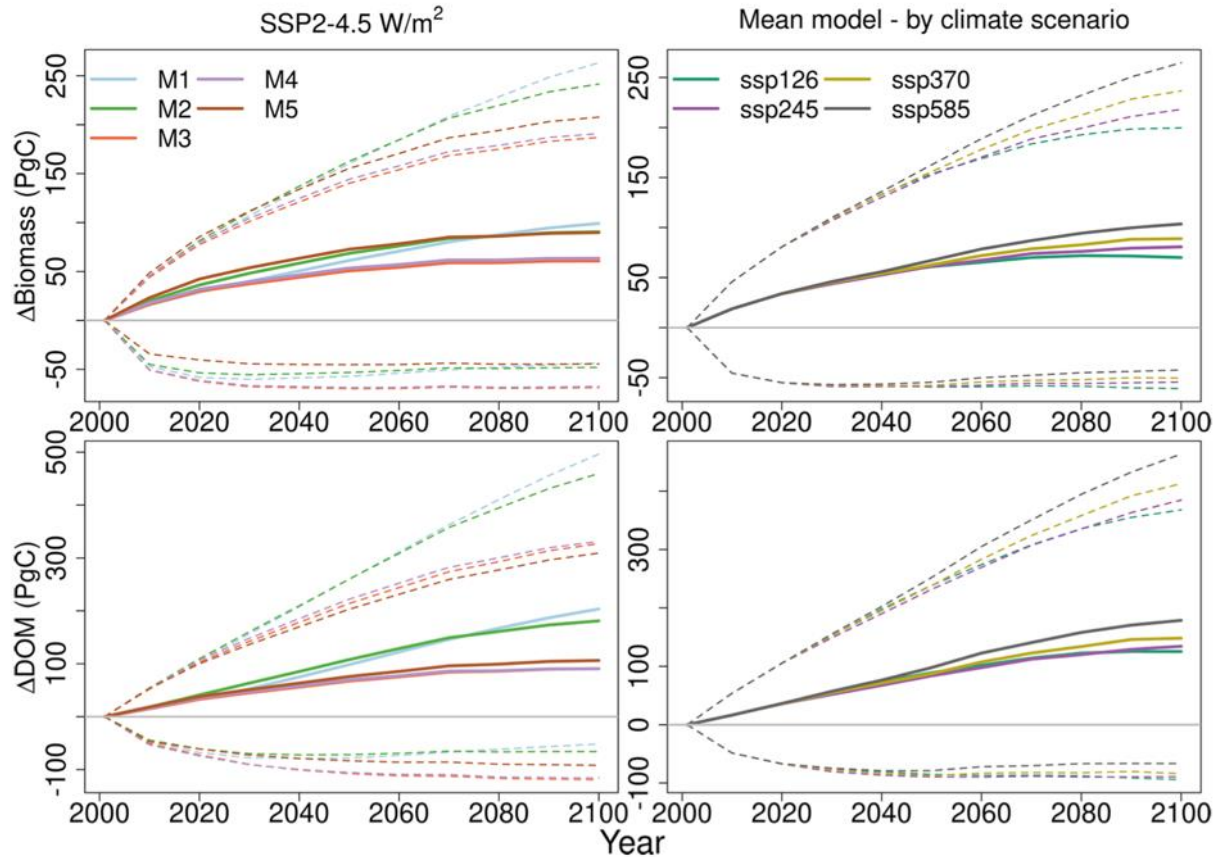 SSP2-4.5 W/m²
Mean model - by climate scenario
M1 M4
M2 M5
M3
ssp126 ssp370
ssp245 ssp585
ΔBiomass (PgC)
-50 50 150 250
2000 2020 2040 2060 2080 2100
-50 50 150 250
2000 2020 2040 2060 2080 2100
ΔDOM (PgC)
-100 100 300 500
2000 2020 2040 2060 2080 2100
-100 0 100 300
2000 2020 2040 2060 2080 2100
Year